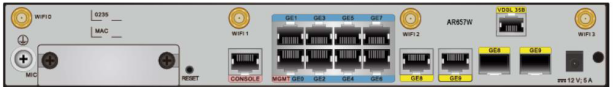 WIFI 0
0235
MAC
MIC
RESET
WIFI 1
CONSOLE
GE1 GE3 GE5 GE7
MGMT GE0 GE2 GE4 GE6
WIFI 2
AR657W
GE8 GE9
VDSL 35B
GE8 GE9
WIFI 3
12 V; 5 A